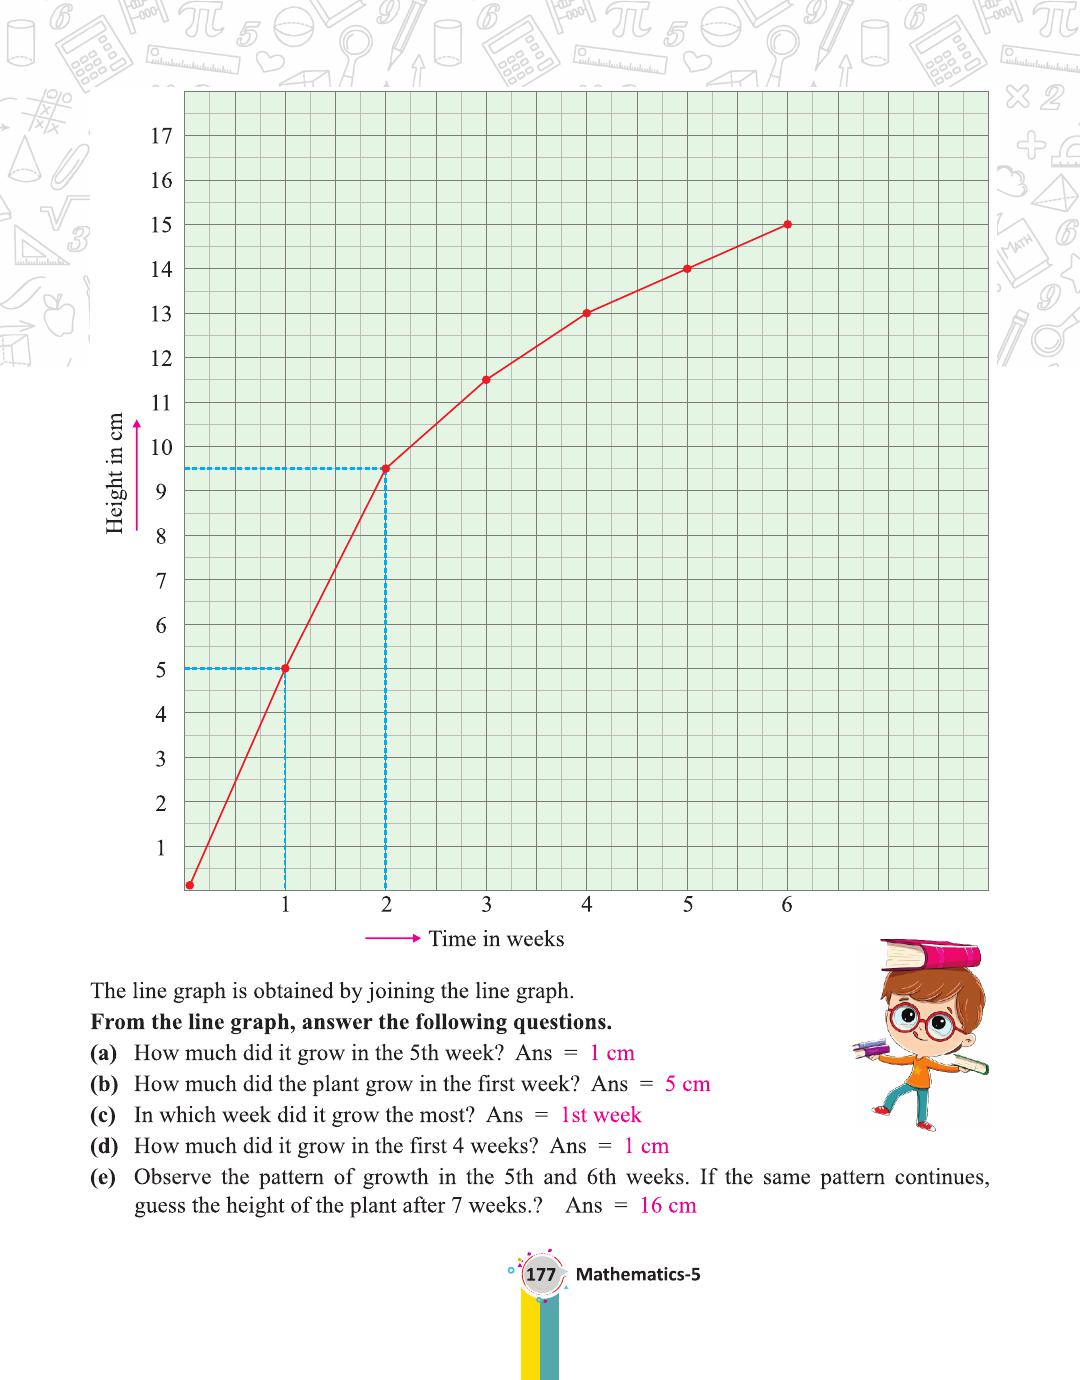 17
16
15
14
13
12
11
10
9
8
7
6
5
4
3
2
1
Height in cm
1 2 3 4 5 6
Time in weeks
The line graph is obtained by joining the line graph.
From the line graph, answer the following questions.
(a) How much did it grow in the 5th week? Ans = 1 cm
(b) How much did the plant grow in the first week? Ans = 5 cm
(c) In which week did it grow the most? Ans = 1st week
(d) How much did it grow in the first 4 weeks? Ans = 1 cm
(e) Observe the pattern of growth in the 5th and 6th weeks. If the same pattern continues,
guess the height of the plant after 7 weeks.? Ans = 16 cm
177 Mathematics-5